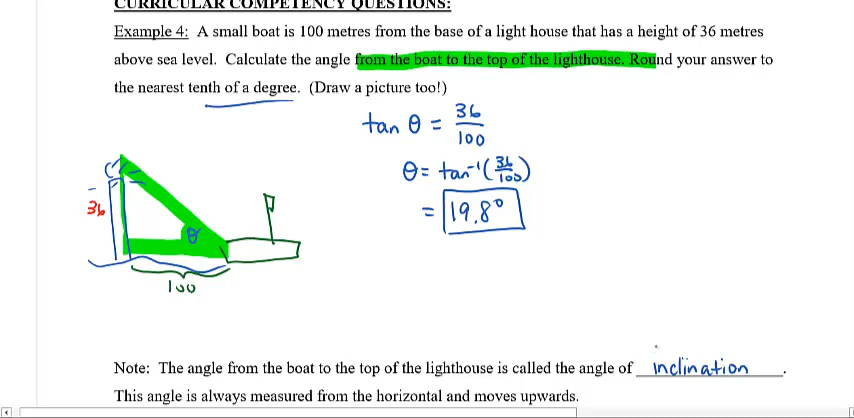 CURRICULAR COMPETENCY QUESTIONS:
Example 4: A small boat is 100 metres from the base of a light house that has a height of 36 metres
above sea level. Calculate the angle from the boat to the top of the lighthouse. Round your answer to
the nearest tenth of a degree. (Draw a picture too!)
tan θ = 36/100
θ = tan⁻¹(36/100)
= 19.8°
36
θ
100
Note: The angle from the boat to the top of the lighthouse is called the angle of inclination.
This angle is always measured from the horizontal and moves upwards.